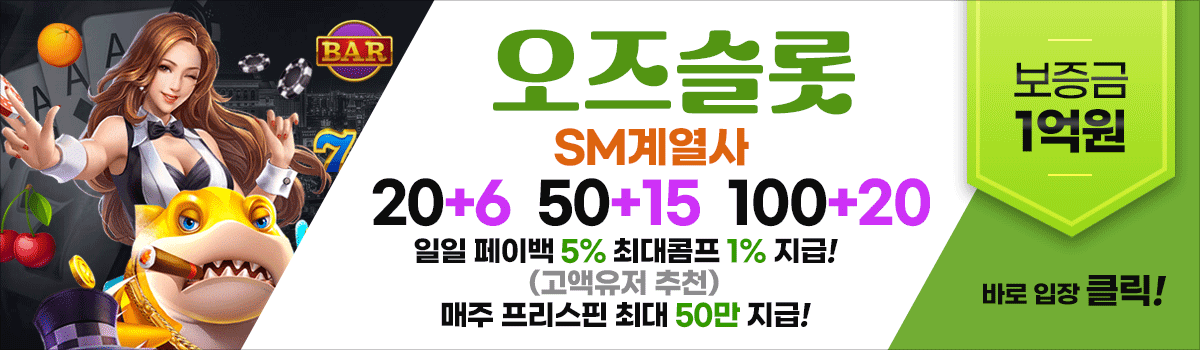 BAR
7
A
A
A
오즈슬롯
SM계열사
20+6 50+15 100+20
일일 페이백 5% 최대콤프 1% 지급!
(고액유저 추천)
매주 프리스핀 최대 50만 지급!
보증금
1억원
바로 입장 클릭!